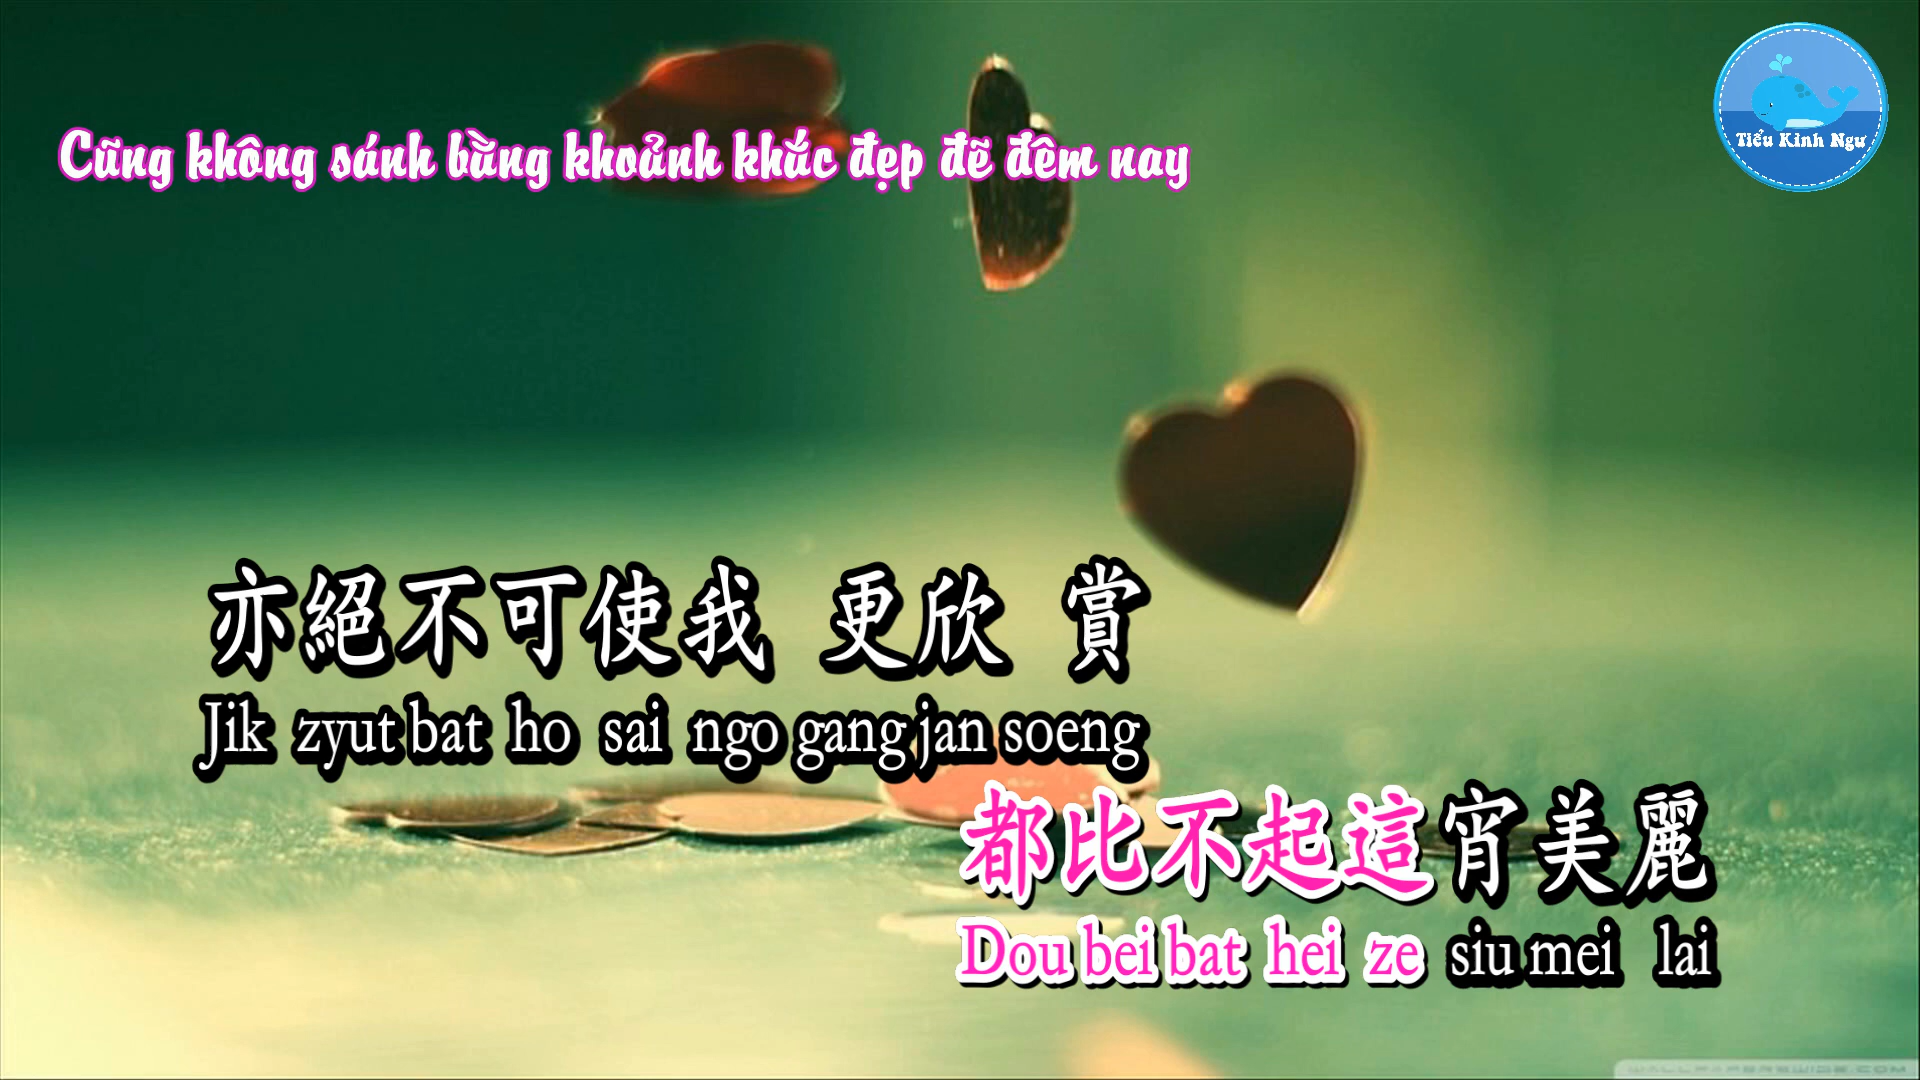 Cũng không sánh bằng khoảnh khắc đẹp đẽ đêm nay
Tiểu Kình Ngư
亦絕不可使我 更欣 賞
Jik zyut bat ho sai ngo gang jan soeng
都比不起這宵美麗
Dou bei bat hei ze siu mei lai
WALLPAPERSWIDE.COM